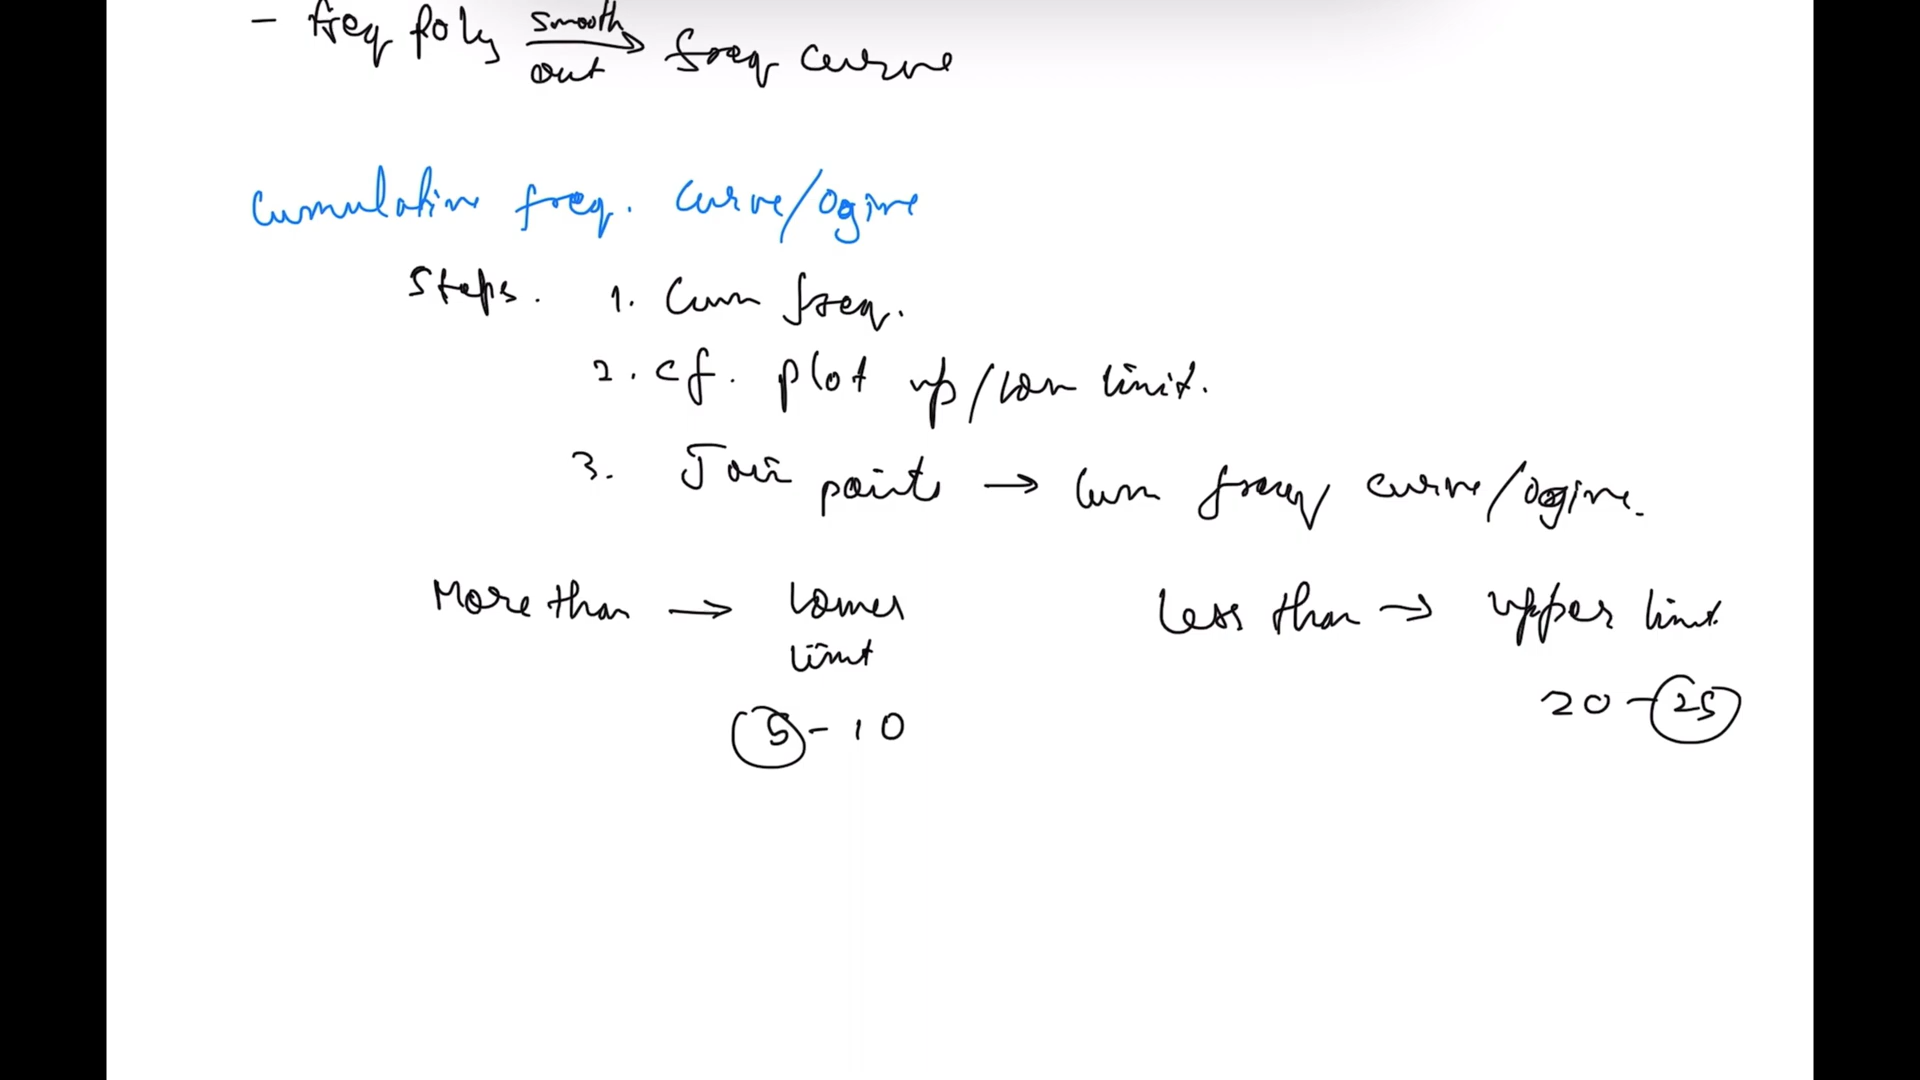 - freq poly smooth out → freq curve
Cumulative freq. curve/ogive
Steps. 1. Cum freq.
2. cf. plot up/low limit.
3. Join points → Cum freq curve/ogive.
More than → lower limit
Less than → upper limit
5 - 10
20 - 25